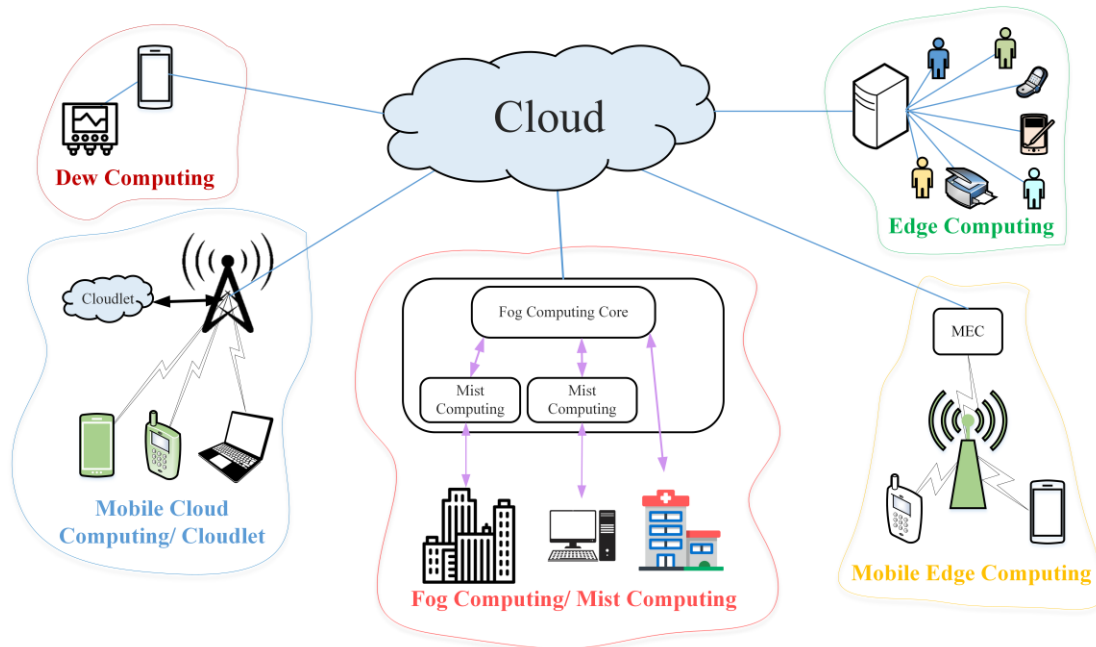 Cloud
Dew Computing
Edge Computing
Cloudlet
Mobile Cloud
Computing/ Cloudlet
Fog Computing Core
Mist
Computing
Mist
Computing
Fog Computing/ Mist Computing
MEC
Mobile Edge Computing